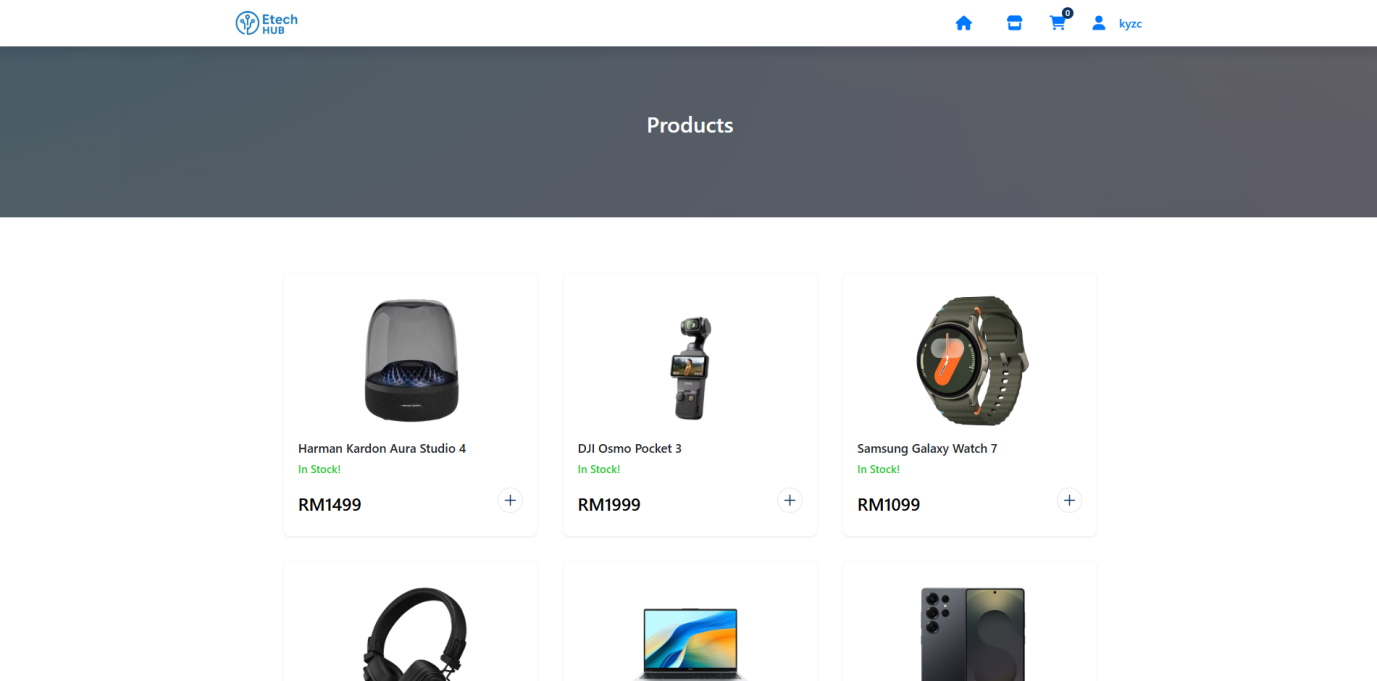 Etech
HUB
0
kyzc
Products
Harman Kardon Aura Studio 4
In Stock!
RM1499
DJI Osmo Pocket 3
In Stock!
RM1999
Samsung Galaxy Watch 7
In Stock!
RM1099